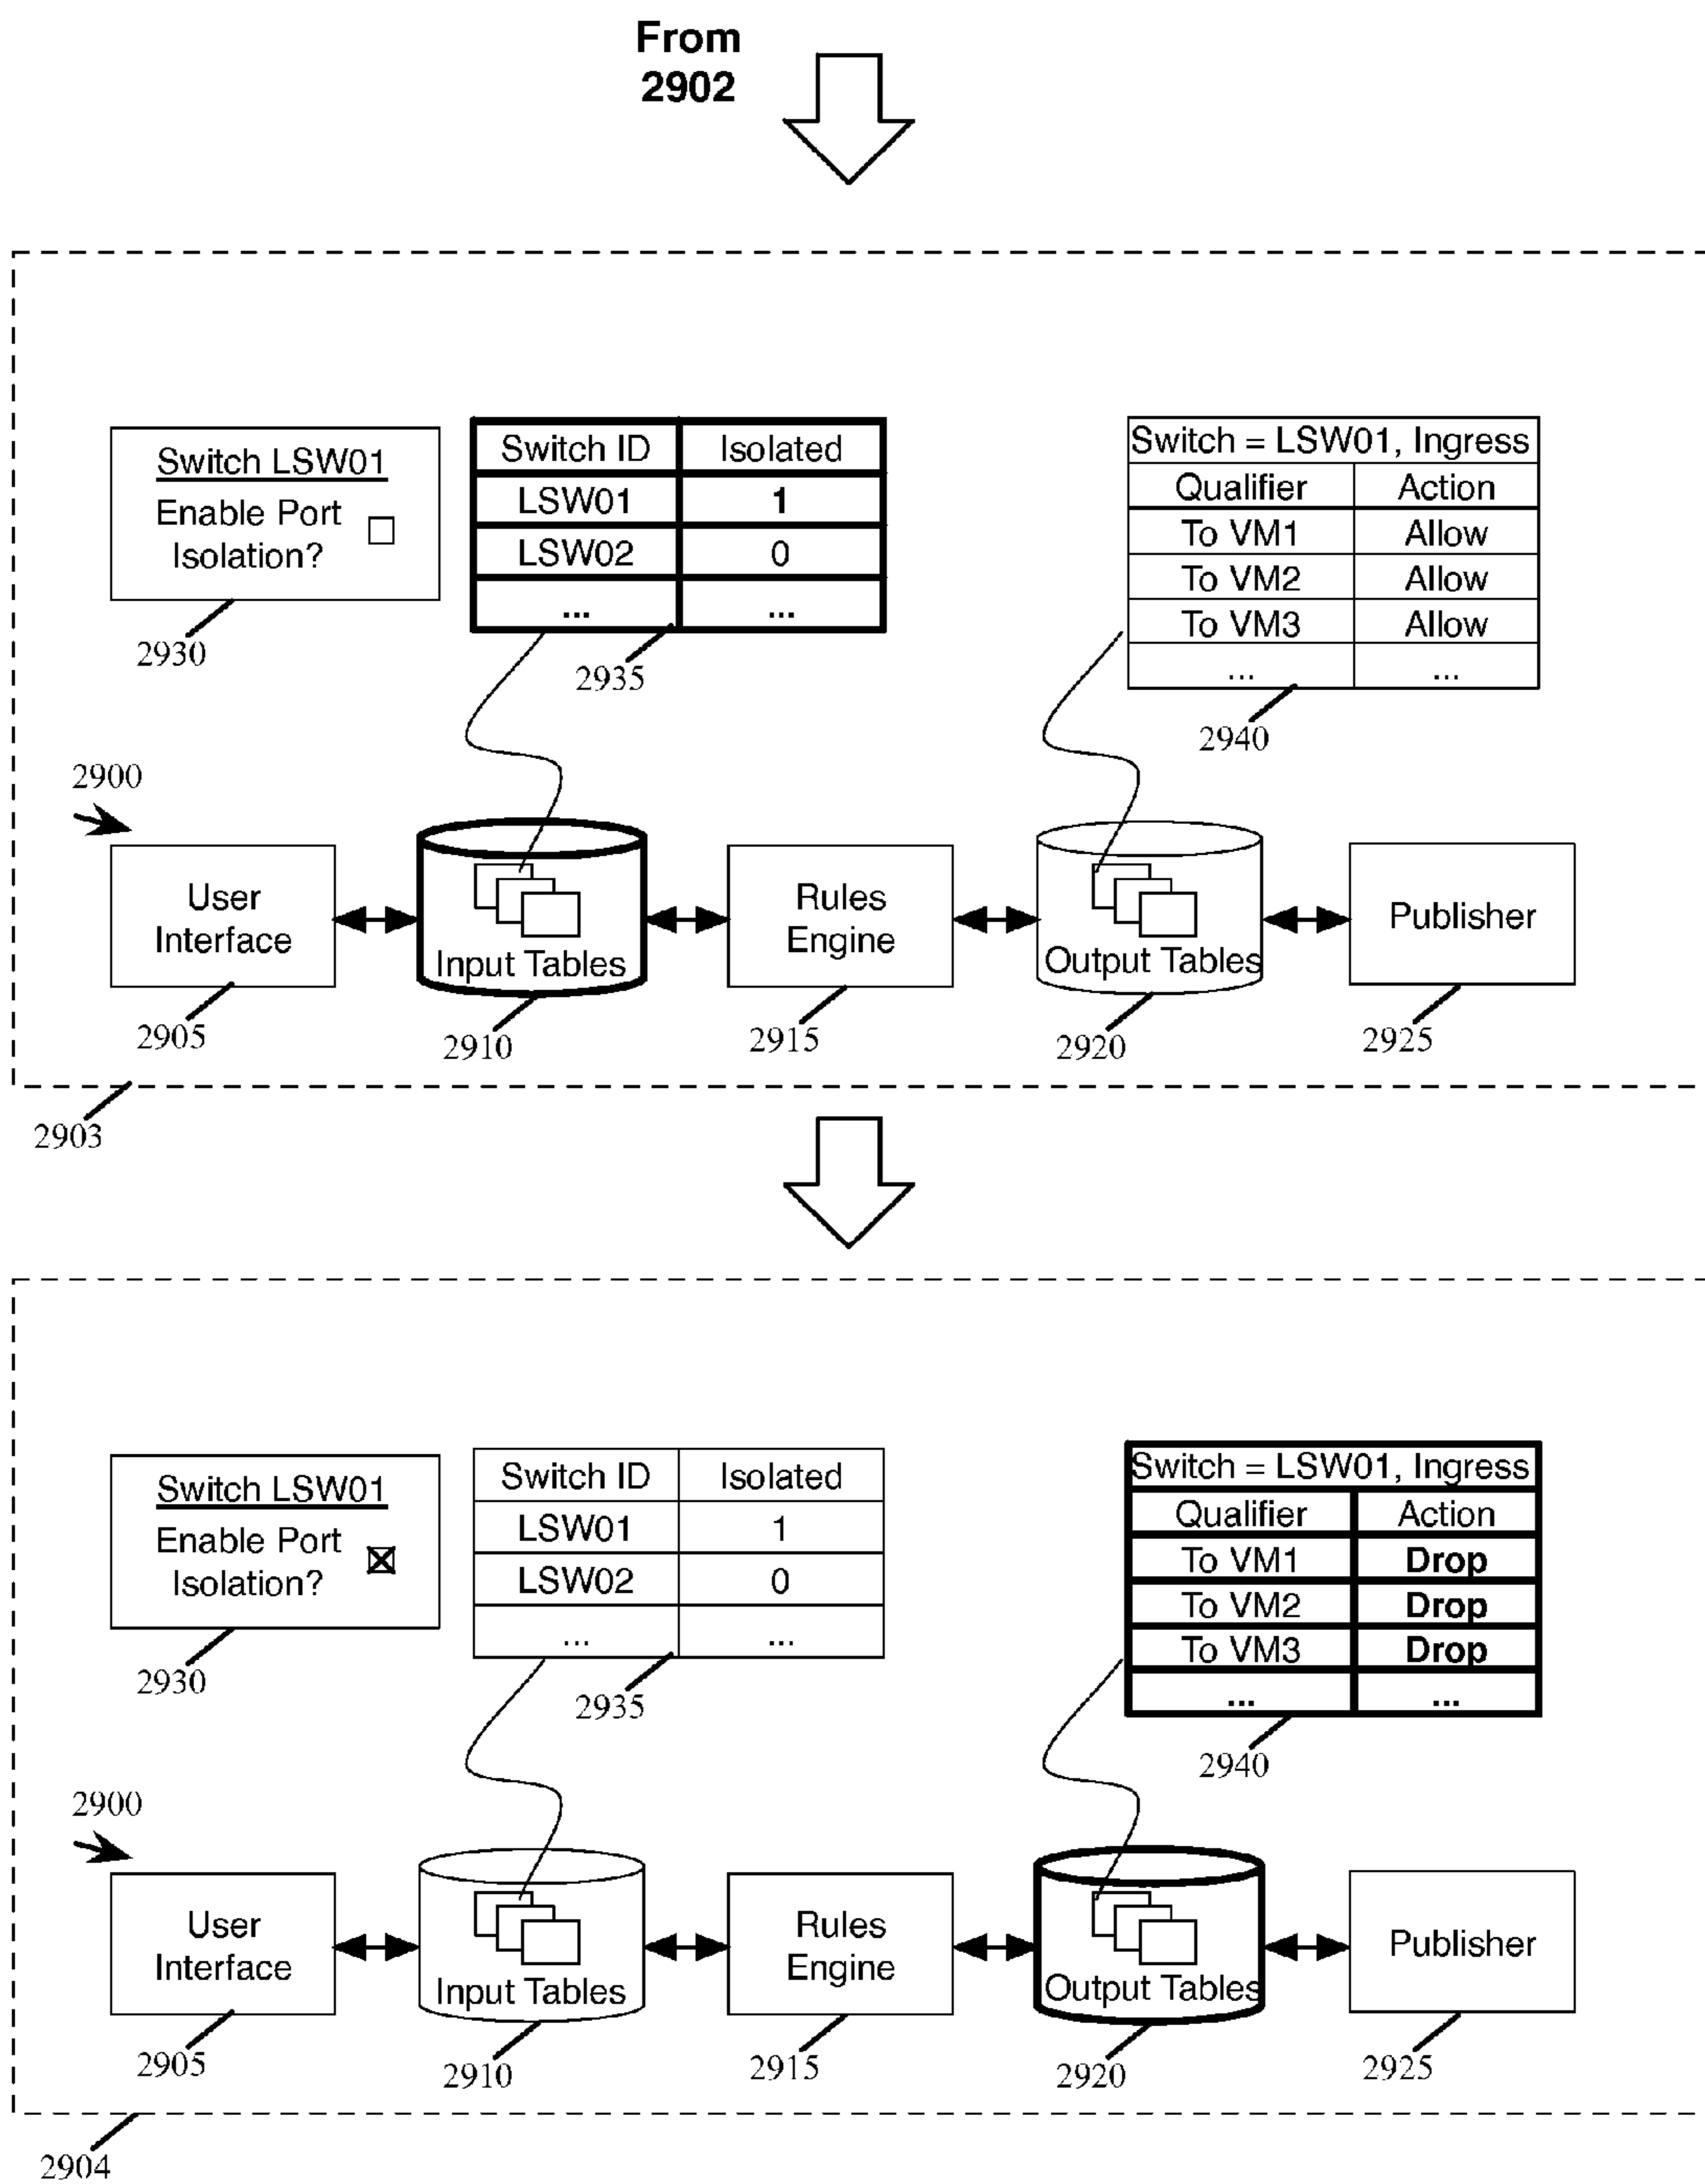 From
2902
Switch LSW01
Enable Port
Isolation?
2930
Switch ID Isolated
LSW01 1
LSW02 0
... ...
2935
Switch = LSW01, Ingress
Qualifier Action
To VM1 Allow
To VM2 Allow
To VM3 Allow
... ...
2940
2900
User
Interface
2905
Input Tables
2910
Rules
Engine
2915
Output Tables
2920
Publisher
2925
2903
Switch LSW01
Enable Port
Isolation?
2930
Switch ID Isolated
LSW01 1
LSW02 0
... ...
2935
Switch = LSW01, Ingress
Qualifier Action
To VM1 Drop
To VM2 Drop
To VM3 Drop
... ...
2940
2900
User
Interface
2905
Input Tables
2910
Rules
Engine
2915
Output Tables
2920
Publisher
2925
2904